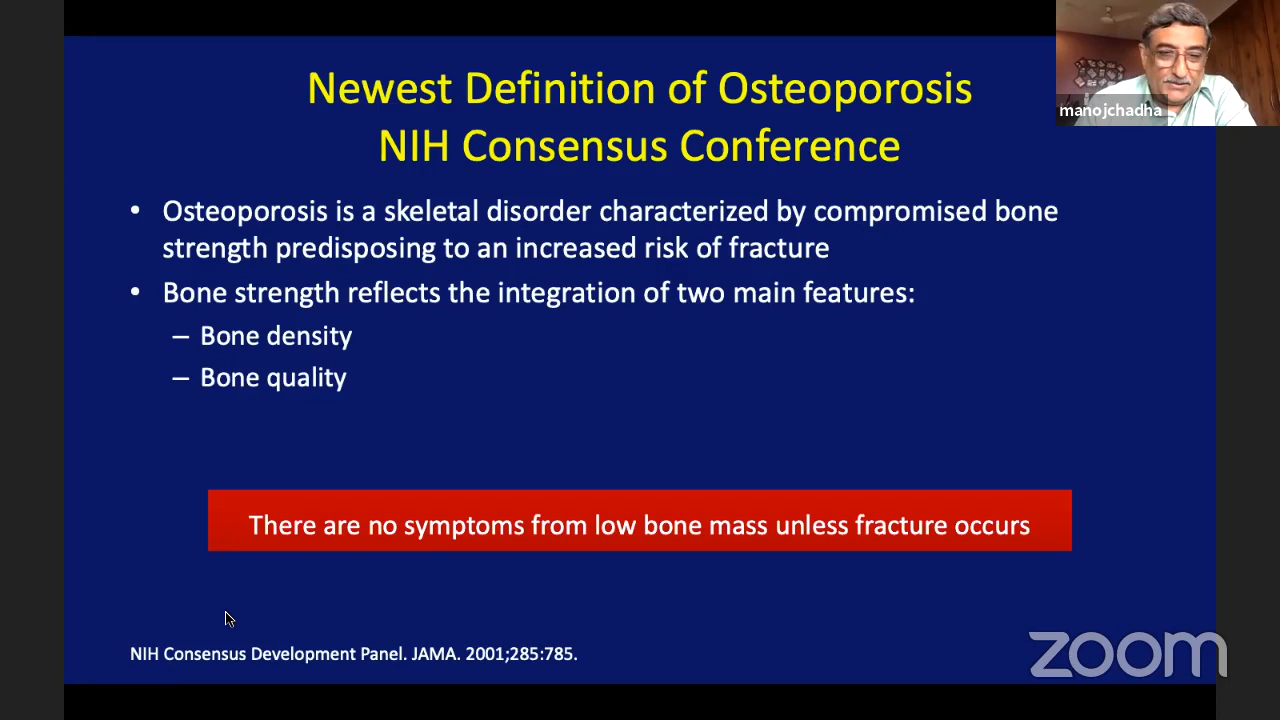 Newest Definition of Osteoporosis
NIH Consensus Conference
manojchadha
• Osteoporosis is a skeletal disorder characterized by compromised bone
strength predisposing to an increased risk of fracture
• Bone strength reflects the integration of two main features:
– Bone density
– Bone quality
There are no symptoms from low bone mass unless fracture occurs
NIH Consensus Development Panel. JAMA. 2001;285:785.
zoom